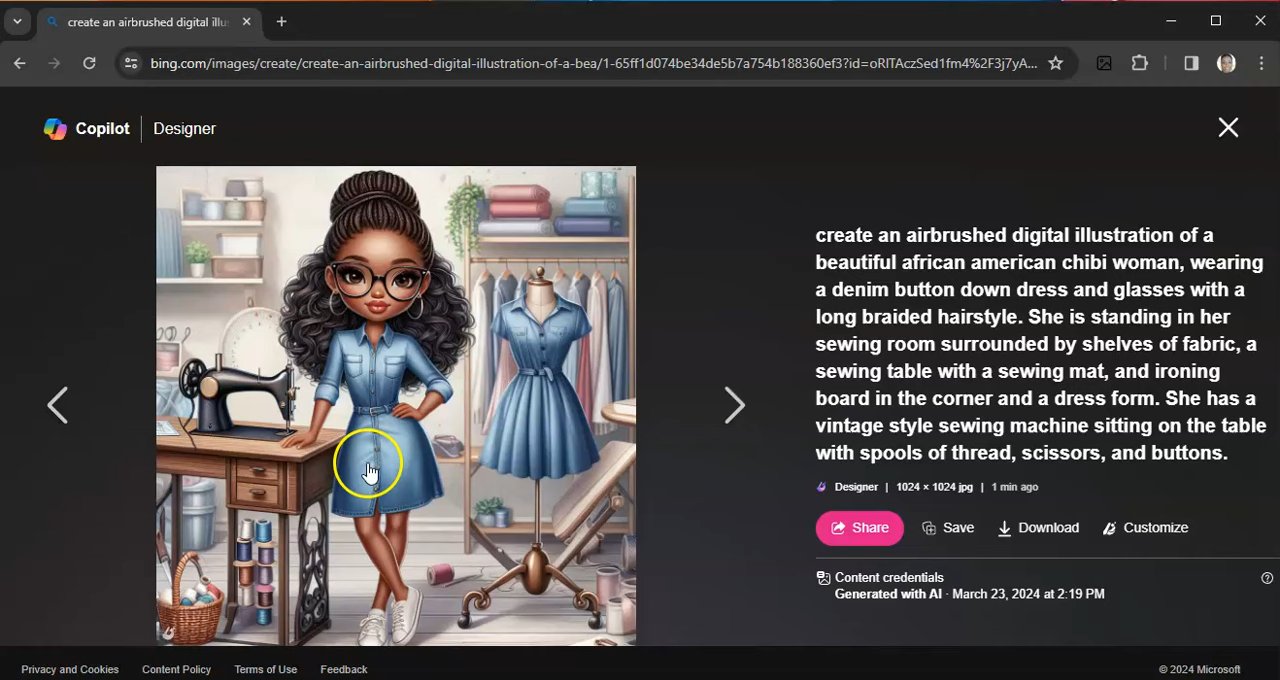 create an airbrushed digital illu
bing.com/images/create/create-an-airbrushed-digital-illustration-of-a-bea/1-65ff1d074be34de5b7a754b188360ef3?id=oRlTAczSed1fm4%2F3j7yA...
Copilot | Designer
create an airbrushed digital illustration of a
beautiful african american chibi woman, wearing
a denim button down dress and glasses with a
long braided hairstyle. She is standing in her
sewing room surrounded by shelves of fabric, a
sewing table with a sewing mat, and ironing
board in the corner and a dress form. She has a
vintage style sewing machine sitting on the table
with spools of thread, scissors, and buttons.
Designer | 1024 × 1024 jpg | 1 min ago
Share Save Download Customize
Content credentials
Generated with AI · March 23, 2024 at 2:19 PM
Privacy and Cookies Content Policy Terms of Use Feedback © 2024 Microsoft